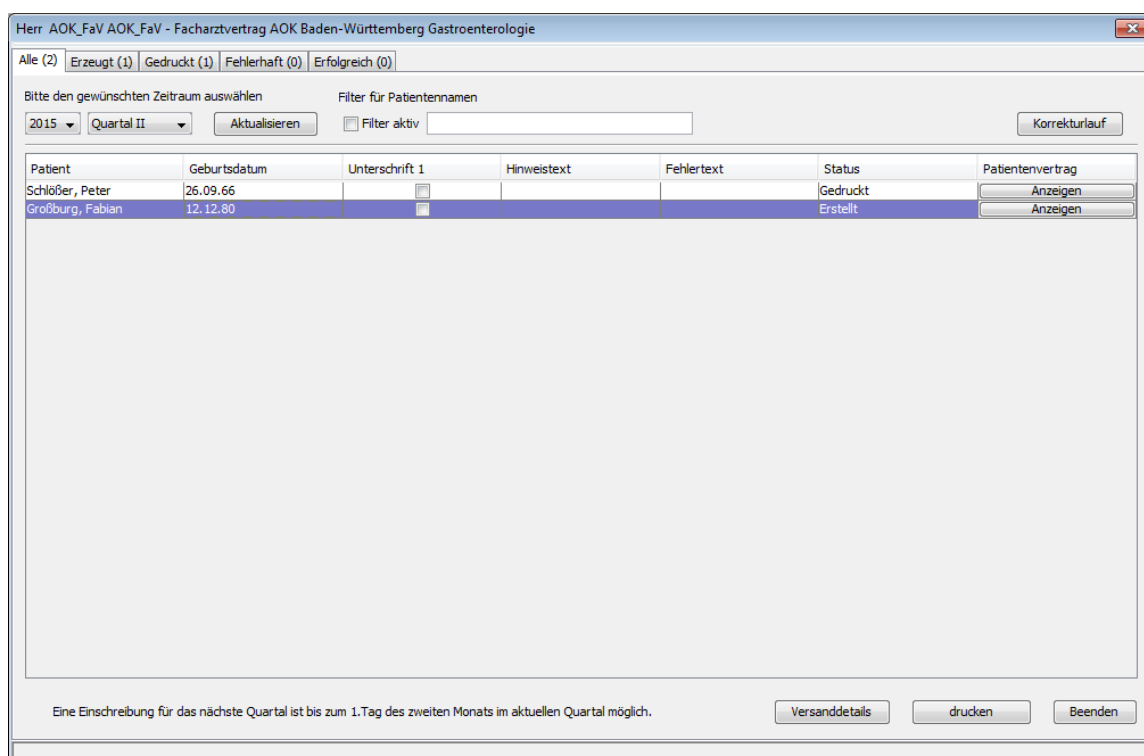 Herr AOK_FaV AOK_FaV - Facharztvertrag AOK Baden-Württemberg Gastroenterologie
Alle (2) Erzeugt (1) Gedruckt (1) Fehlerhaft (0) Erfolgreich (0)
Bitte den gewünschten Zeitraum auswählen Filter für Patientennamen
2015 Quartal II Aktualisieren Filter aktiv Korrekturlauf
Patient Geburtsdatum Unterschrift 1 Hinweistext Fehlertext Status Patientenvertrag
Schlößer, Peter 26.09.66 Gedruckt Anzeigen
Großburg, Fabian 12.12.80 Erstellt Anzeigen
Eine Einschreibung für das nächste Quartal ist bis zum 1.Tag des zweiten Monats im aktuellen Quartal möglich. Versanddetails drucken Beenden